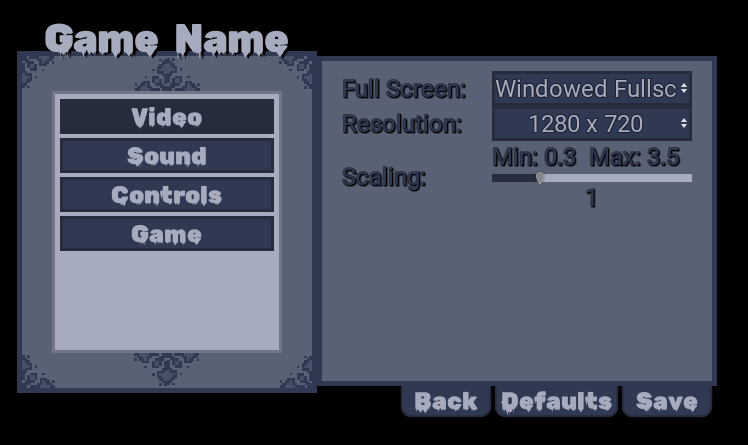 Game Name
Video
Sound
Controls
Game
Full Screen: Windowed Fullsc
Resolution: 1280 x 720
Min: 0.3 Max: 3.5
Scaling:
1
Back Defaults Save